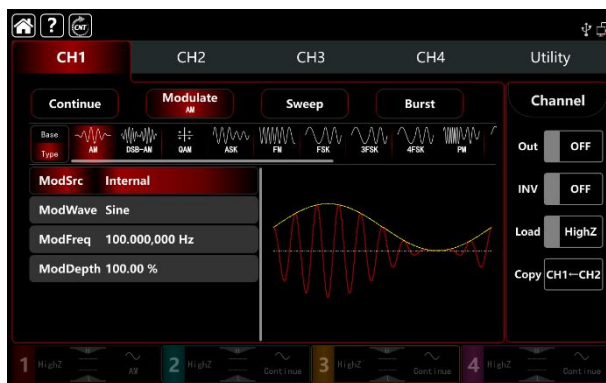 ? CNT
CH1 CH2 CH3 CH4 Utility
Continue Modulate AM Sweep Burst Channel
Base Type AM DSB-AM QAM ASK FM FSK 3FSK 4FSK PM
Out OFF
ModSrc Internal
INV OFF
ModWave Sine
Load HighZ
ModFreq 100.000,000 Hz
ModDepth 100.00 %
Copy CH1←CH2
1 HighZ AM 2 HighZ Continue 3 HighZ Continue 4 HighZ Continue